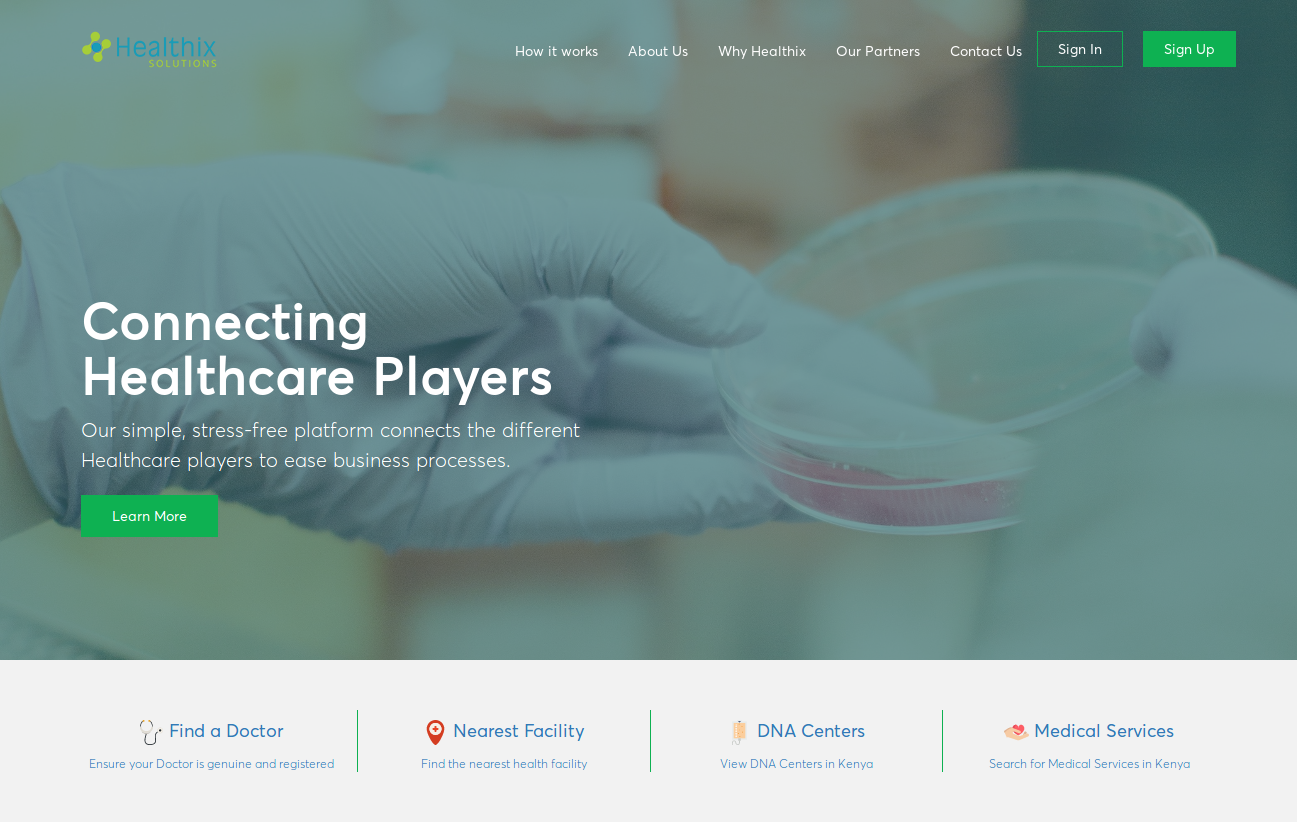 Healthix
SOLUTIONS
How it works
About Us
Why Healthix
Our Partners
Contact Us
Sign In
Sign Up
Connecting
Healthcare Players
Our simple, stress-free platform connects the different
Healthcare players to ease business processes.
Learn More
Find a Doctor
Ensure your Doctor is genuine and registered
Nearest Facility
Find the nearest health facility
DNA Centers
View DNA Centers in Kenya
Medical Services
Search for Medical Services in Kenya